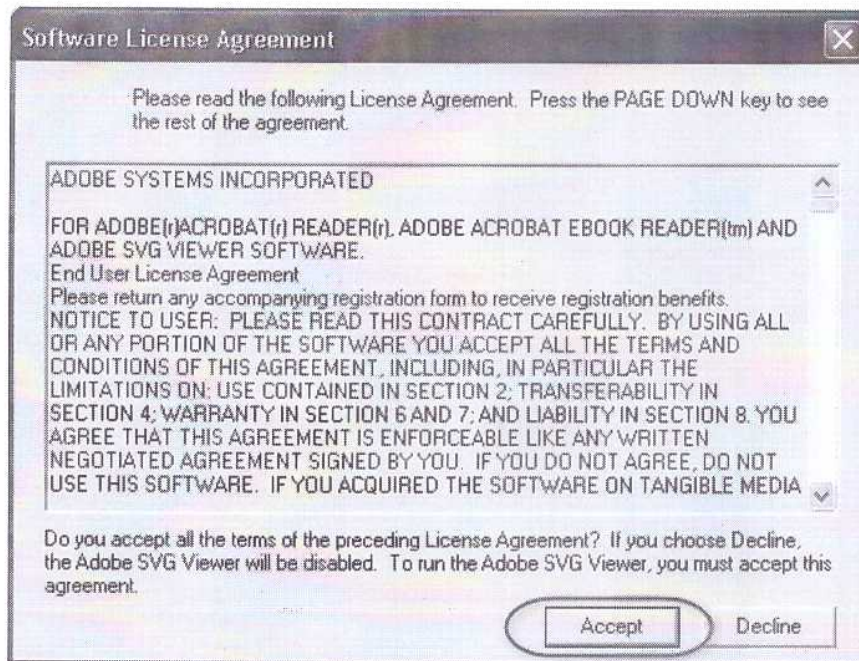 Software License Agreement
Please read the following License Agreement. Press the PAGE DOWN key to see
the rest of the agreement.
ADOBE SYSTEMS INCORPORATED
FOR ADOBE(r)ACROBAT(r) READER(r), ADOBE ACROBAT EBOOK READER(tm) AND
ADOBE SVG VIEWER SOFTWARE.
End User License Agreement
Please return any accompanying registration form to receive registration benefits.
NOTICE TO USER: PLEASE READ THIS CONTRACT CAREFULLY. BY USING ALL
OR ANY PORTION OF THE SOFTWARE YOU ACCEPT ALL THE TERMS AND
CONDITIONS OF THIS AGREEMENT, INCLUDING, IN PARTICULAR THE
LIMITATIONS ON: USE CONTAINED IN SECTION 2; TRANSFERABILITY IN
SECTION 4; WARRANTY IN SECTION 6 AND 7; AND LIABILITY IN SECTION 8. YOU
AGREE THAT THIS AGREEMENT IS ENFORCEABLE LIKE ANY WRITTEN
NEGOTIATED AGREEMENT SIGNED BY YOU. IF YOU DO NOT AGREE, DO NOT
USE THIS SOFTWARE. IF YOU ACQUIRED THE SOFTWARE ON TANGIBLE MEDIA
Do you accept all the terms of the preceding License Agreement? If you choose Decline,
the Adobe SVG Viewer will be disabled. To run the Adobe SVG Viewer, you must accept this
agreement.
Accept Decline